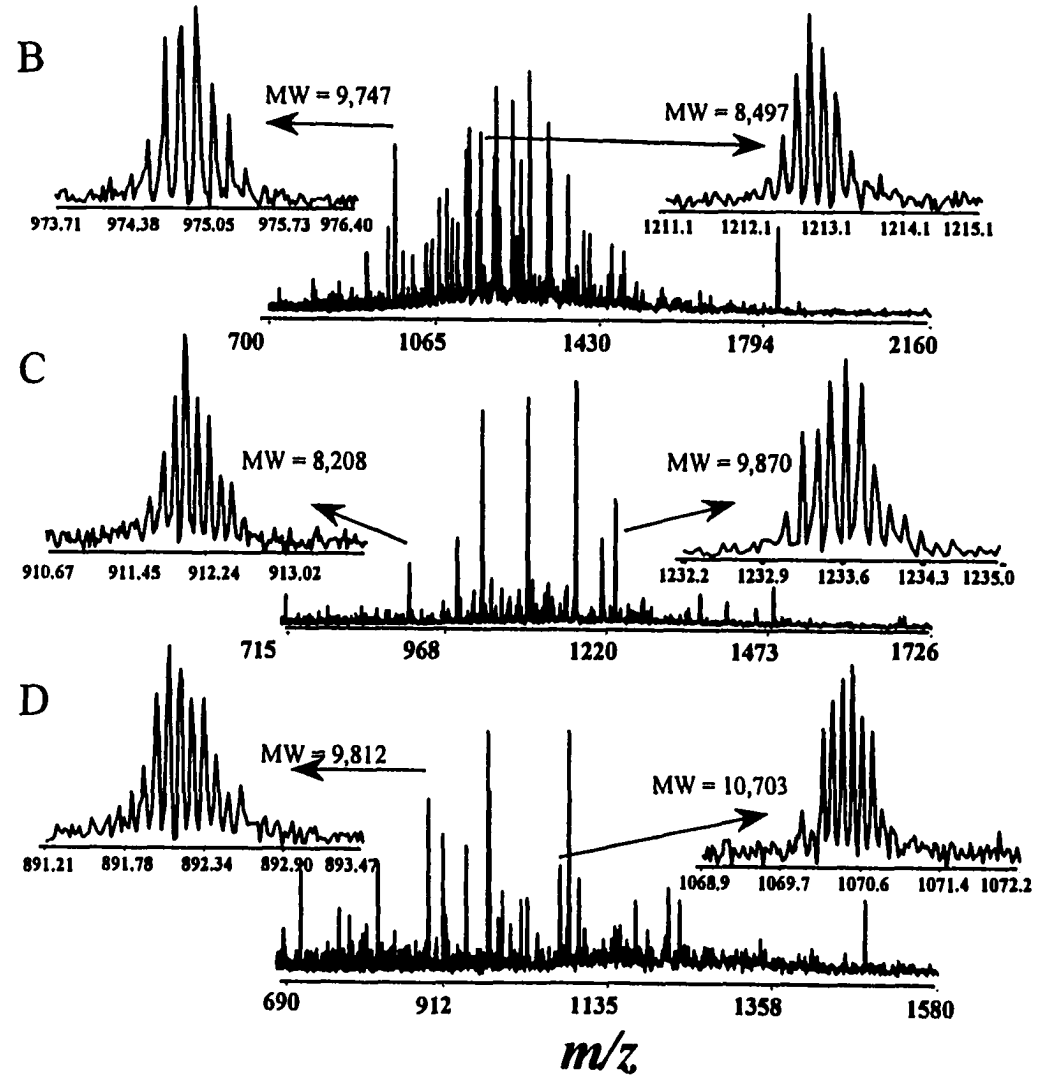 B
MW = 9,747
MW = 8,497
973.71 974.38 975.05 975.73 976.40
1211.1 1212.1 1213.1 1214.1 1215.1
700 1065 1430 1794 2160
C
MW = 8,208
MW = 9,870
910.67 911.45 912.24 913.02
1232.2 1232.9 1233.6 1234.3 1235.0
715 968 1220 1473 1726
D
MW = 9,812
MW = 10,703
891.21 891.78 892.34 892.90 893.47
1068.9 1069.7 1070.6 1071.4 1072.2
690 912 1135 1358 1580
m/z